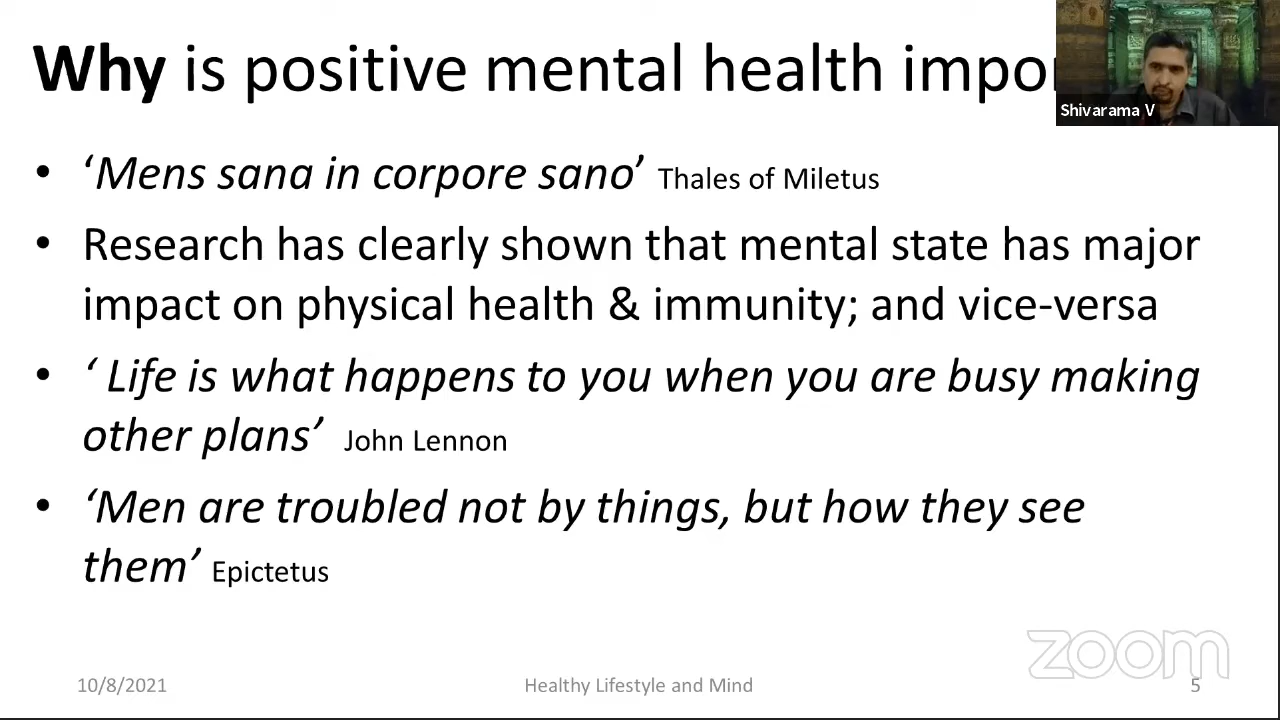 Why is positive mental health impo
Shivarama V
• ‘Mens sana in corpore sano’ Thales of Miletus
• Research has clearly shown that mental state has major
impact on physical health & immunity; and vice-versa
• ‘ Life is what happens to you when you are busy making
other plans’ John Lennon
• ‘Men are troubled not by things, but how they see
them’ Epictetus
zoom
10/8/2021 Healthy Lifestyle and Mind 5